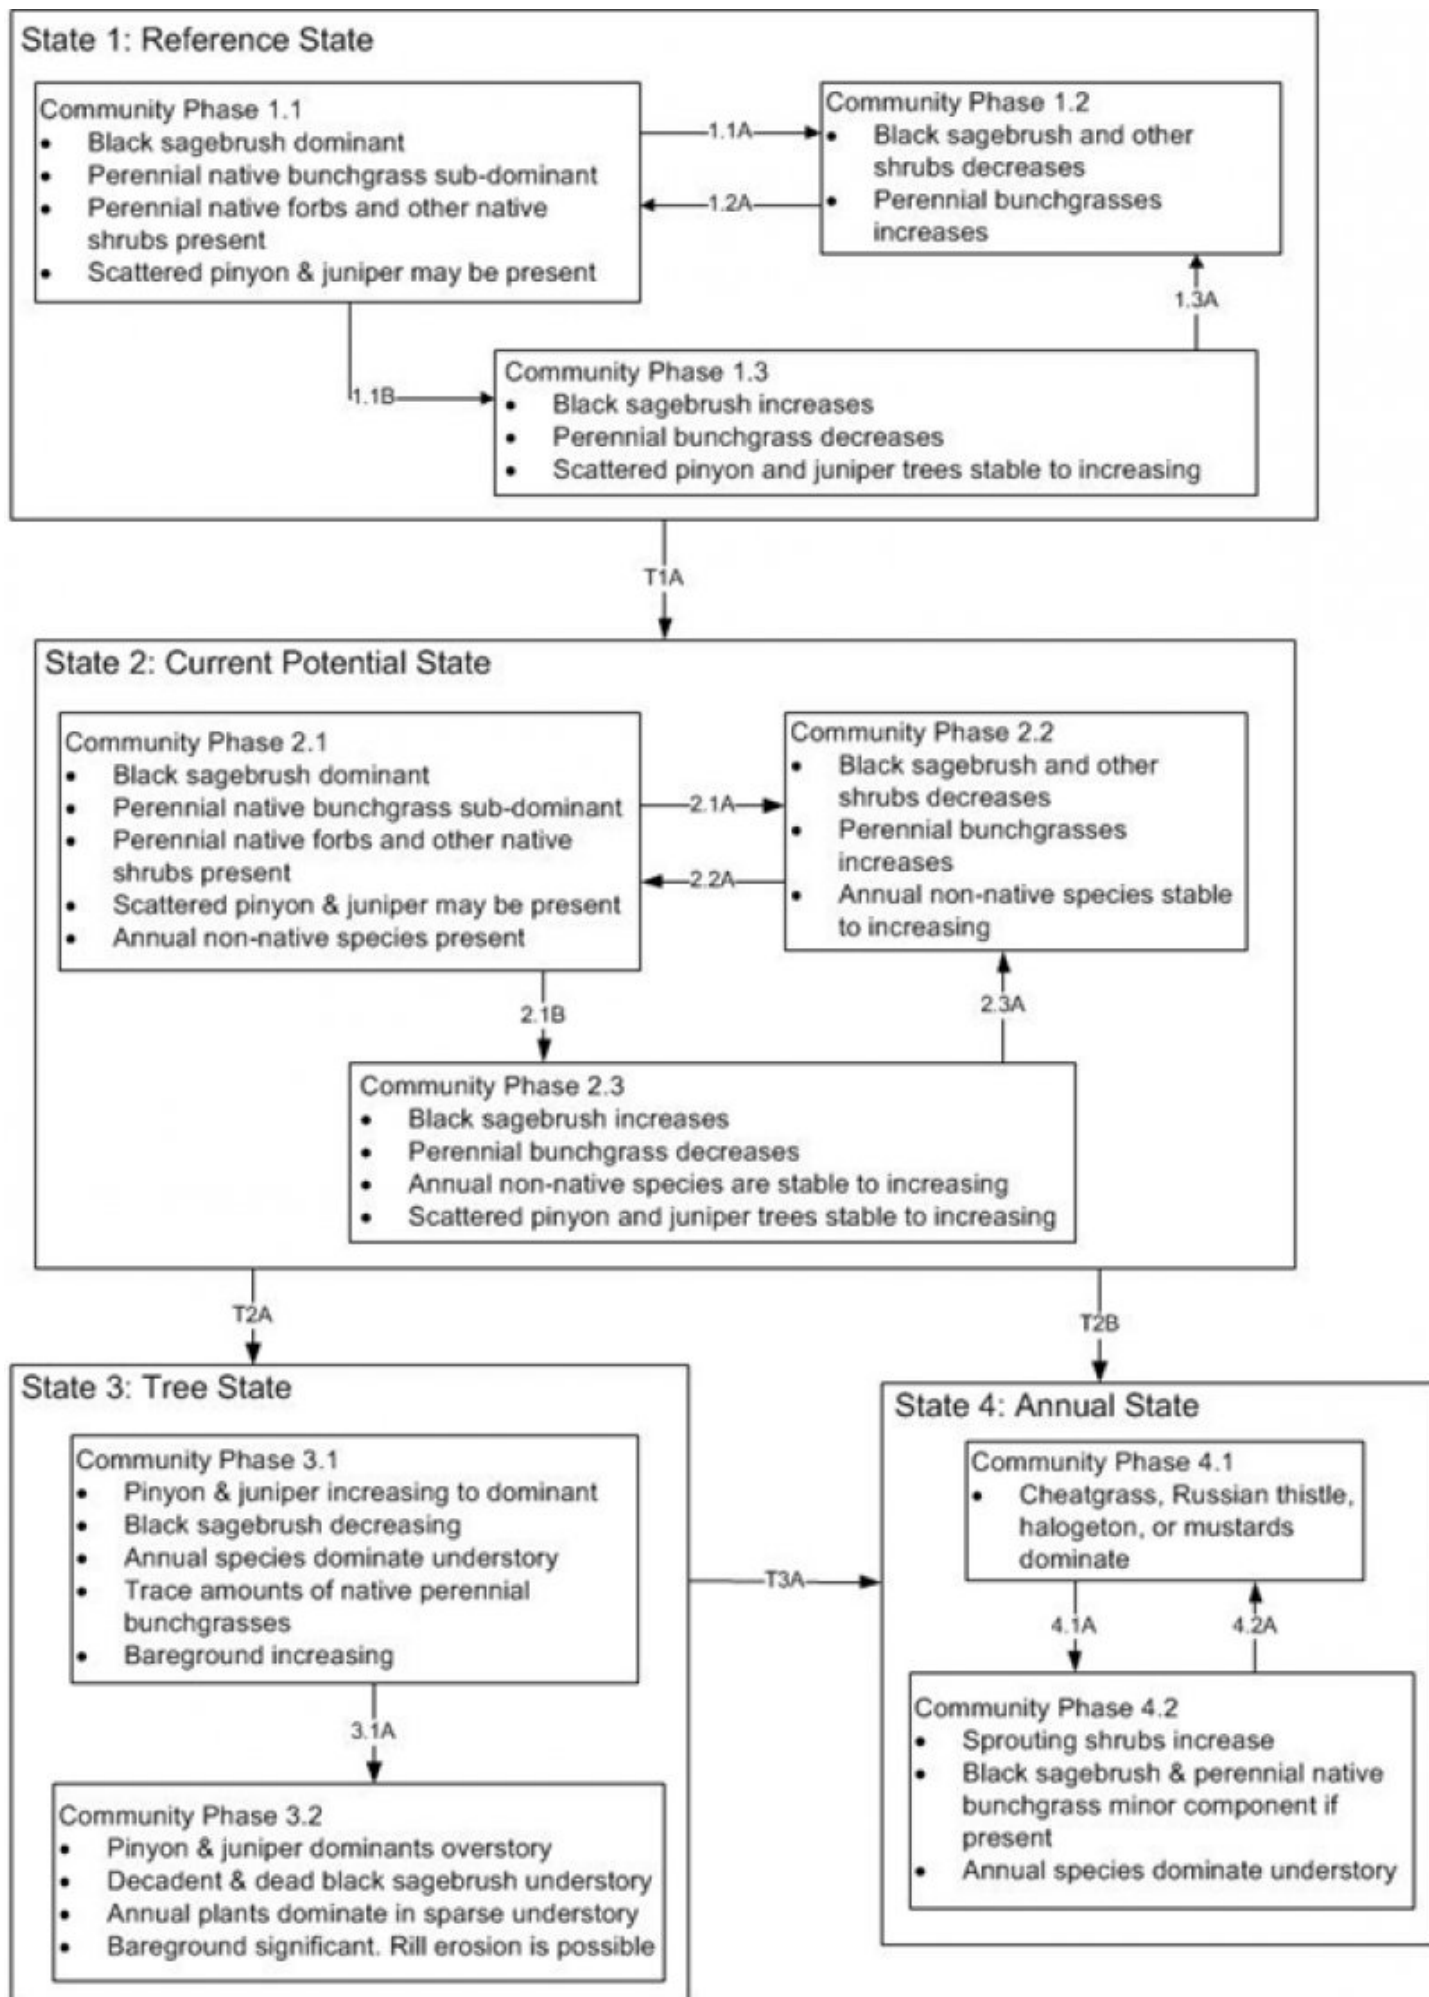 State 1: Reference State
Community Phase 1.1
• Black sagebrush dominant
• Perennial native bunchgrass sub-dominant
• Perennial native forbs and other native
shrubs present
• Scattered pinyon & juniper may be present
1.1A
1.2A
Community Phase 1.2
• Black sagebrush and other
shrubs decreases
• Perennial bunchgrasses
increases
1.3A
1.1B
Community Phase 1.3
• Black sagebrush increases
• Perennial bunchgrass decreases
• Scattered pinyon and juniper trees stable to increasing
T1A
State 2: Current Potential State
Community Phase 2.1
• Black sagebrush dominant
• Perennial native bunchgrass sub-dominant
• Perennial native forbs and other native
shrubs present
• Scattered pinyon & juniper may be present
• Annual non-native species present
2.1A
2.2A
Community Phase 2.2
• Black sagebrush and other
shrubs decreases
• Perennial bunchgrasses
increases
• Annual non-native species stable
to increasing
2.1B
2.3A
Community Phase 2.3
• Black sagebrush increases
• Perennial bunchgrass decreases
• Annual non-native species are stable to increasing
• Scattered pinyon and juniper trees stable to increasing
T2A
T2B
State 3: Tree State
Community Phase 3.1
• Pinyon & juniper increasing to dominant
• Black sagebrush decreasing
• Annual species dominate understory
• Trace amounts of native perennial
bunchgrasses
• Bareground increasing
3.1A
Community Phase 3.2
• Pinyon & juniper dominants overstory
• Decadent & dead black sagebrush understory
• Annual plants dominate in sparse understory
• Bareground significant. Rill erosion is possible
T3A
State 4: Annual State
Community Phase 4.1
• Cheatgrass, Russian thistle,
halogeton, or mustards
dominate
4.1A
4.2A
Community Phase 4.2
• Sprouting shrubs increase
• Black sagebrush & perennial native
bunchgrass minor component if
present
• Annual species dominate understory